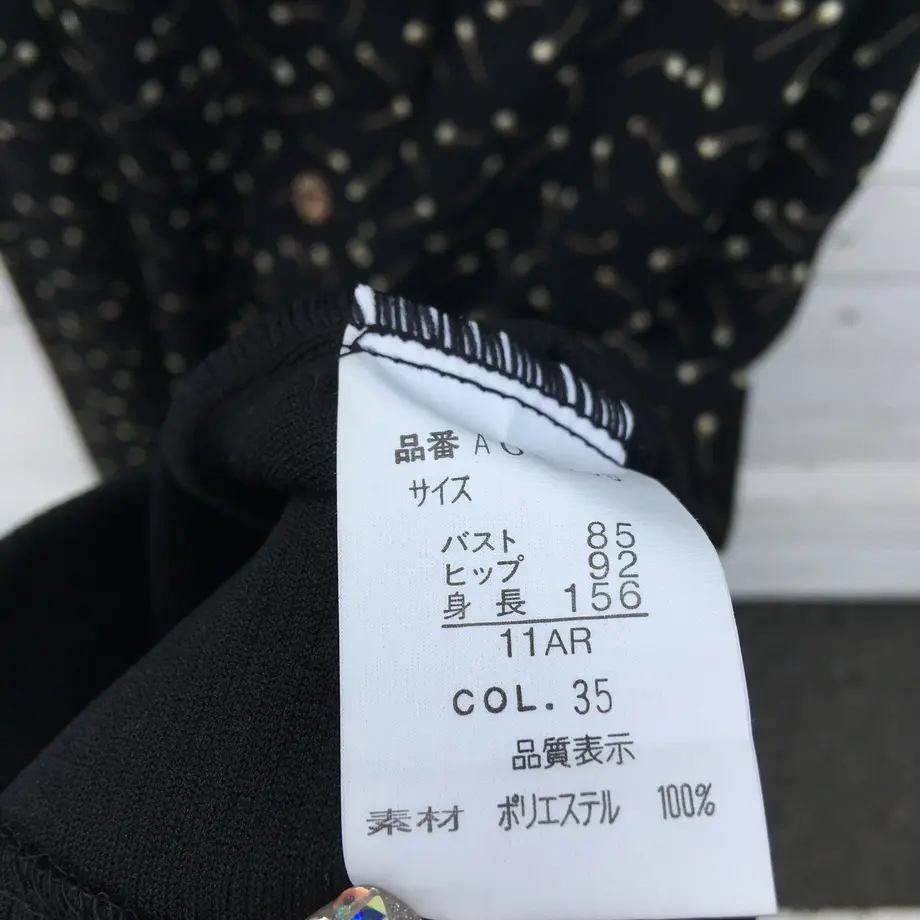 品番
サイズ
バスト 85
ヒップ 92
身長 156
11AR
COL. 35
品質表示
素材 ポリエステル 100%